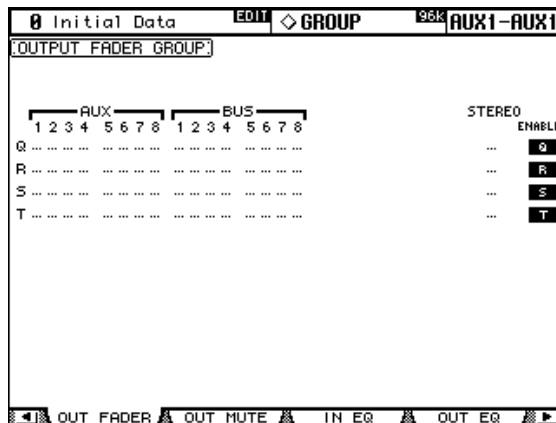 0 Initial Data EDIT GROUP 96k AUX1-AUX1
OUTPUT FADER GROUP
AUX BUS STEREO
1 2 3 4 5 6 7 8 1 2 3 4 5 6 7 8 ENABL
Q ... ... ... ... ... ... ... ... ... ... ... ... ... ... ... ... ... Q
R ... ... ... ... ... ... ... ... ... ... ... ... ... ... ... ... ... R
S ... ... ... ... ... ... ... ... ... ... ... ... ... ... ... ... ... S
T ... ... ... ... ... ... ... ... ... ... ... ... ... ... ... ... ... T
OUT FADER OUT MUTE IN EQ OUT EQ